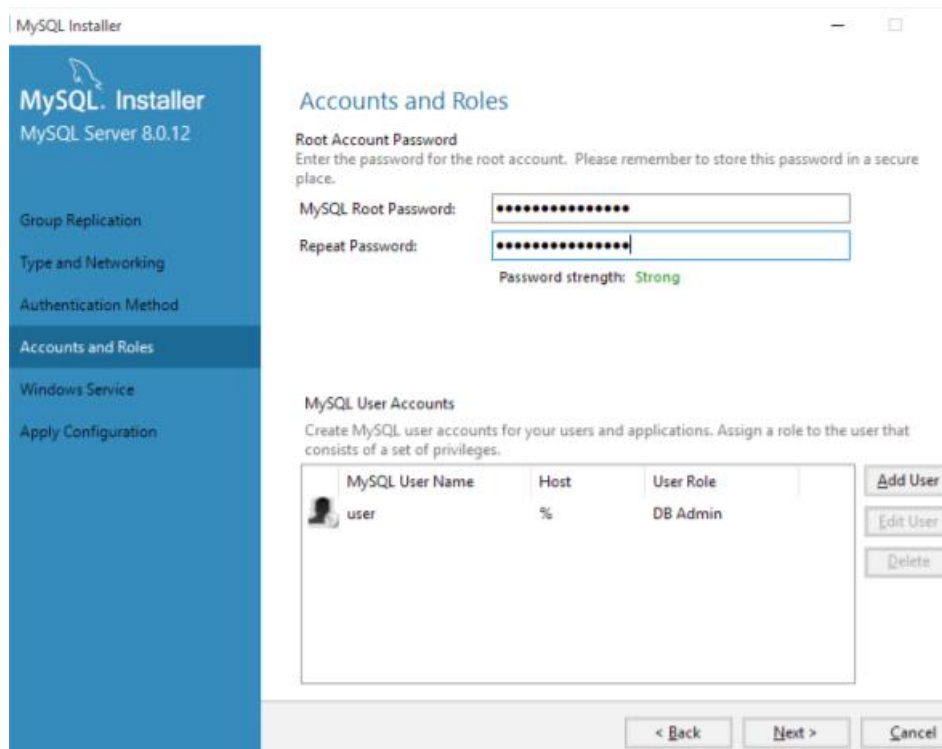 MySQL Installer
MySQL. Installer
MySQL Server 8.0.12
Group Replication
Type and Networking
Authentication Method
Accounts and Roles
Windows Service
Apply Configuration
Accounts and Roles
Root Account Password
Enter the password for the root account. Please remember to store this password in a secure
place.
MySQL Root Password: •••••••••••••••
Repeat Password: •••••••••••••••
Password strength: Strong
MySQL User Accounts
Create MySQL user accounts for your users and applications. Assign a role to the user that
consists of a set of privileges.
MySQL User Name Host User Role
user % DB Admin
Add User
Edit User
Delete
< Back Next > Cancel